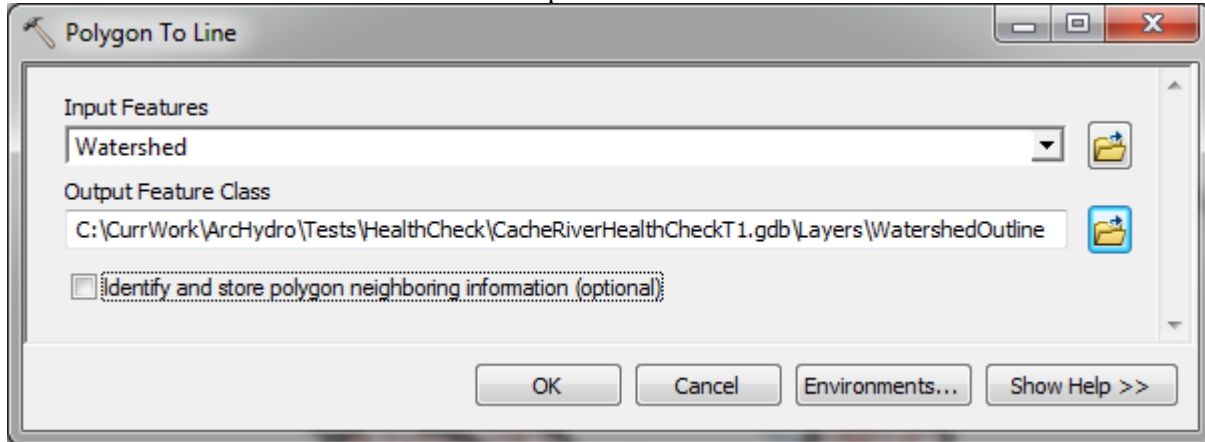 Polygon To Line
Input Features
Watershed
Output Feature Class
C:\CurrWork\ArcHydro\Tests\HealthCheck\CacheRiverHealthCheckT1.gdb\Layers\WatershedOutline
Identify and store polygon neighboring information (optional)
OK Cancel Environments... Show Help >>